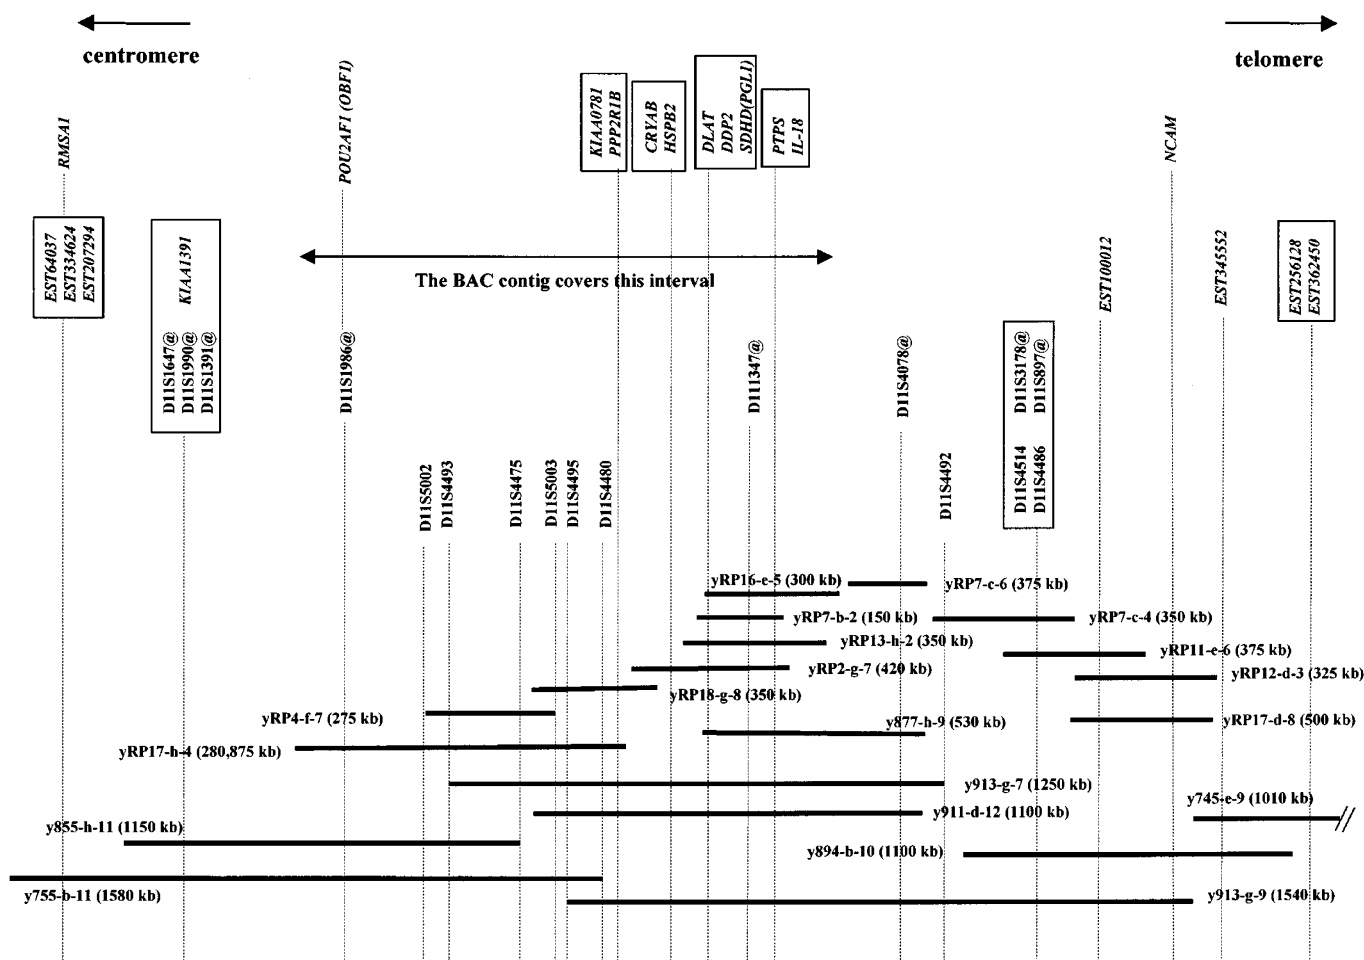 centromere
telomere
RMSA1
POU2AF1 (OBF1)
KIAA0781
PPP2R1B
CRYAB
HSPB2
DLAT
DDP2
SDHD(PGL1)
PTPS
IL-18
NCAM
EST64037
EST334624
EST207294
KIAA1391
D11S1647@
D11S1990@
D11S1391@
The BAC contig covers this interval
D11S1986@
D111347@
D11S4078@
EST100012
EST345552
EST256128
EST362450
D11S3178@
D11S897@
D11S4514
D11S4486
D11S5002
D11S4493
D11S4475
D11S5003
D11S4495
D11S4480
D11S4492
yRP16-e-5 (300 kb)
yRP7-c-6 (375 kb)
yRP7-b-2 (150 kb)
yRP7-c-4 (350 kb)
yRP13-h-2 (350 kb)
yRP11-e-6 (375 kb)
yRP2-g-7 (420 kb)
yRP12-d-3 (325 kb)
yRP18-g-8 (350 kb)
yRP4-f-7 (275 kb)
y877-h-9 (530 kb)
yRP17-d-8 (500 kb)
yRP17-h-4 (280,875 kb)
y913-g-7 (1250 kb)
y745-e-9 (1010 kb)
y911-d-12 (1100 kb)
y855-h-11 (1150 kb)
y894-b-10 (1100 kb)
y755-b-11 (1580 kb)
y913-g-9 (1540 kb)